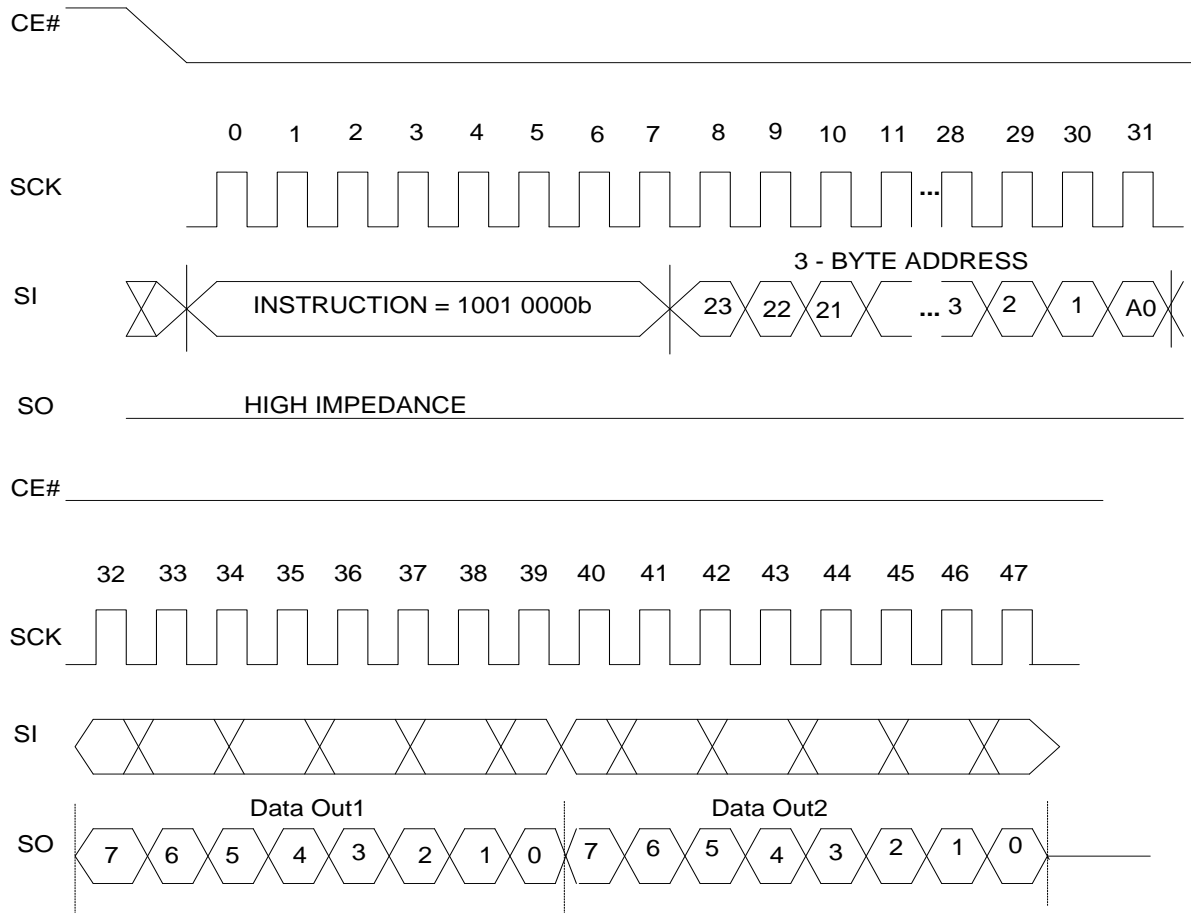 CE#
0 1 2 3 4 5 6 7 8 9 10 11 28 29 30 31
SCK ...
3 - BYTE ADDRESS
SI INSTRUCTION = 1001 0000b 23 22 21 ... 3 2 1 A0
SO HIGH IMPEDANCE
CE#
32 33 34 35 36 37 38 39 40 41 42 43 44 45 46 47
SCK
SI
Data Out1 Data Out2
SO 7 6 5 4 3 2 1 0 7 6 5 4 3 2 1 0